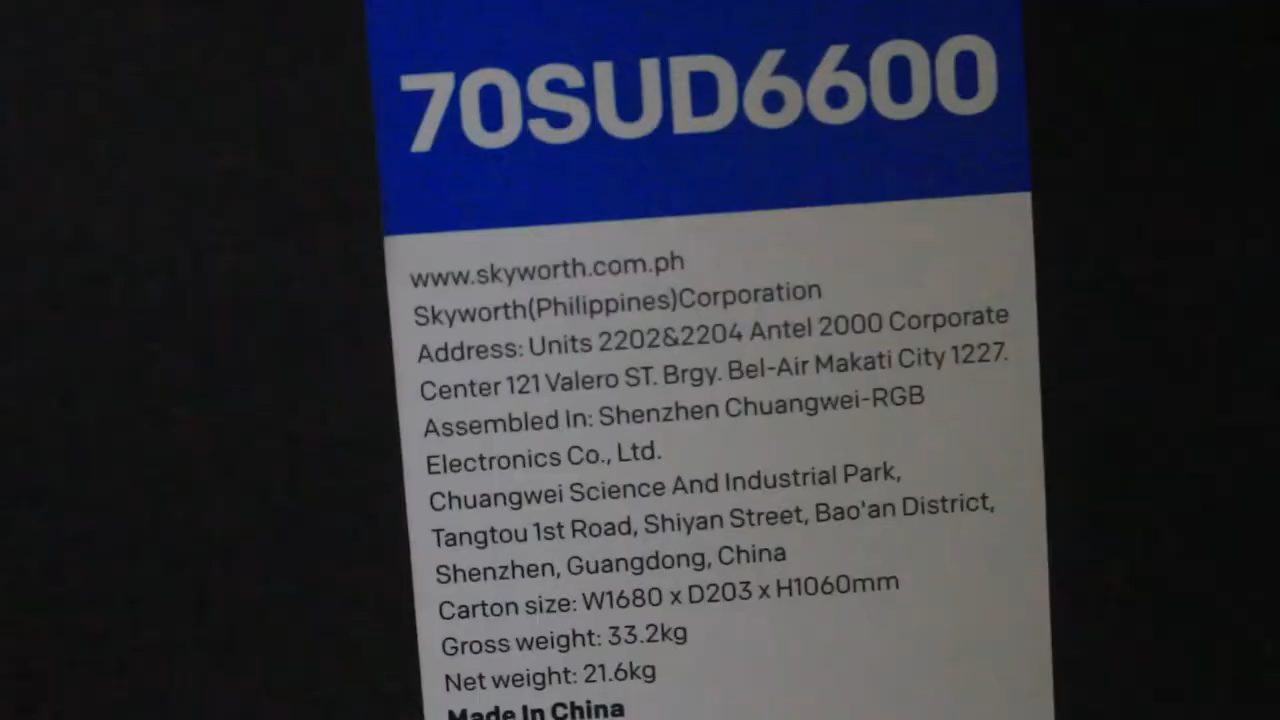 70SUD6600
www.skyworth.com.ph
Skyworth(Philippines)Corporation
Address: Units 2202&2204 Antel 2000 Corporate
Center 121 Valero ST. Brgy. Bel-Air Makati City 1227.
Assembled In: Shenzhen Chuangwei-RGB
Electronics Co., Ltd.
Chuangwei Science And Industrial Park,
Tangtou 1st Road, Shiyan Street, Bao'an District,
Shenzhen, Guangdong, China
Carton size: W1680 x D203 x H1060mm
Gross weight: 33.2kg
Net weight: 21.6kg
Made In China